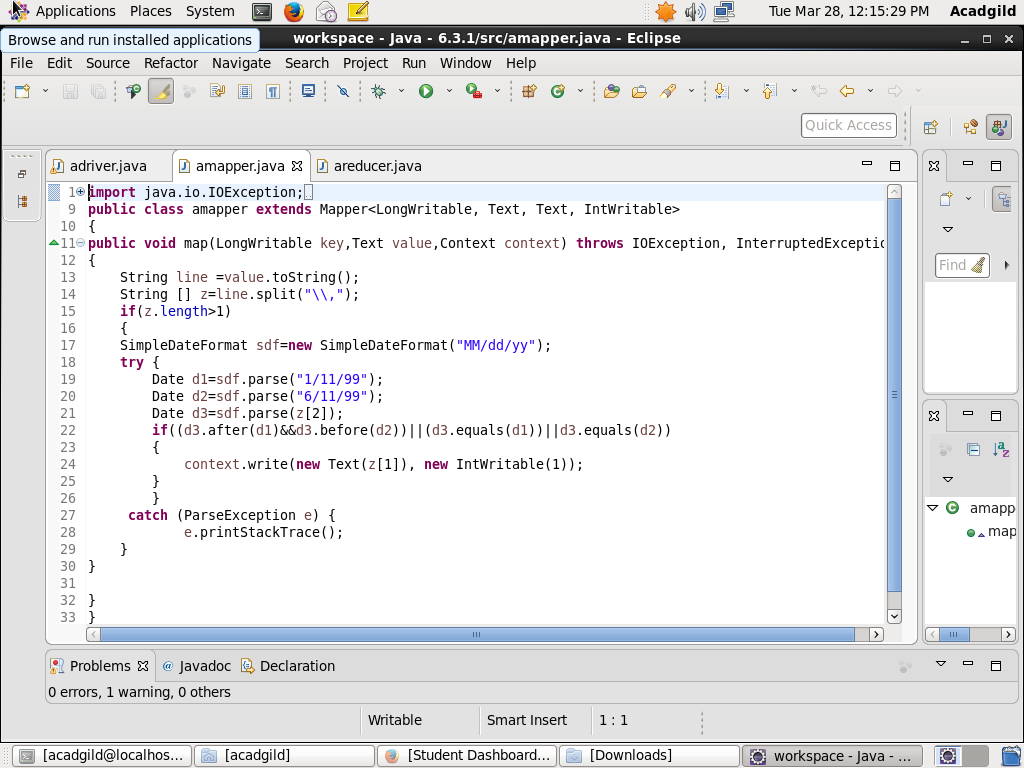 Applications Places System Tue Mar 28, 12:15:29 PM Acadgild
Browse and run installed applications
workspace - Java - 6.3.1/src/amapper.java - Eclipse
File Edit Source Refactor Navigate Search Project Run Window Help
Quick Access
adriver.java amapper.java areducer.java
1 import java.io.IOException;
9 public class amapper extends Mapper<LongWritable, Text, Text, IntWritable>
10 {
11 public void map(LongWritable key,Text value,Context context) throws IOException, InterruptedExceptio
12 {
13 String line =value.toString();
14 String [] z=line.split("\\,");
15 if(z.length>1)
16 {
17 SimpleDateFormat sdf=new SimpleDateFormat("MM/dd/yy");
18 try {
19 Date d1=sdf.parse("1/11/99");
20 Date d2=sdf.parse("6/11/99");
21 Date d3=sdf.parse(z[2]);
22 if((d3.after(d1)&&d3.before(d2))||(d3.equals(d1))||d3.equals(d2))
23 {
24 context.write(new Text(z[1]), new IntWritable(1));
25 }
26 }
27 catch (ParseException e) {
28 e.printStackTrace();
29 }
30 }
31
32 }
33 }
Find
amapp
map
Problems Javadoc Declaration
0 errors, 1 warning, 0 others
Writable Smart Insert 1 : 1
[acadgild@localhos... [acadgild] [Student Dashboard... [Downloads] workspace - Java - ...